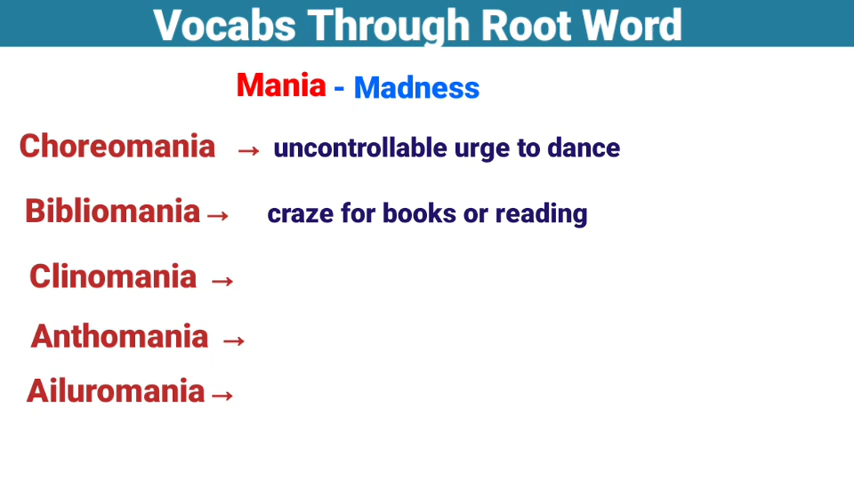 Vocabs Through Root Word
Mania - Madness
Choreomania → uncontrollable urge to dance
Bibliomania → craze for books or reading
Clinomania →
Anthomania →
Ailuromania →